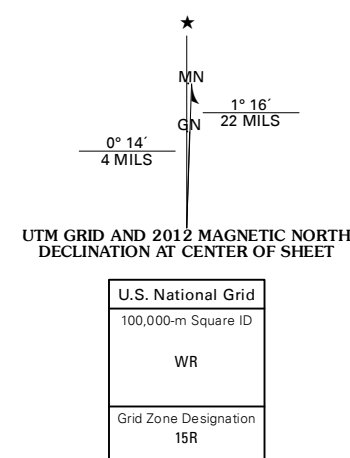 ★
MN
GN
1° 16´
22 MILS
0° 14´
4 MILS
UTM GRID AND 2012 MAGNETIC NORTH
DECLINATION AT CENTER OF SHEET
U.S. National Grid
100,000-m Square ID
WR
Grid Zone Designation
15R